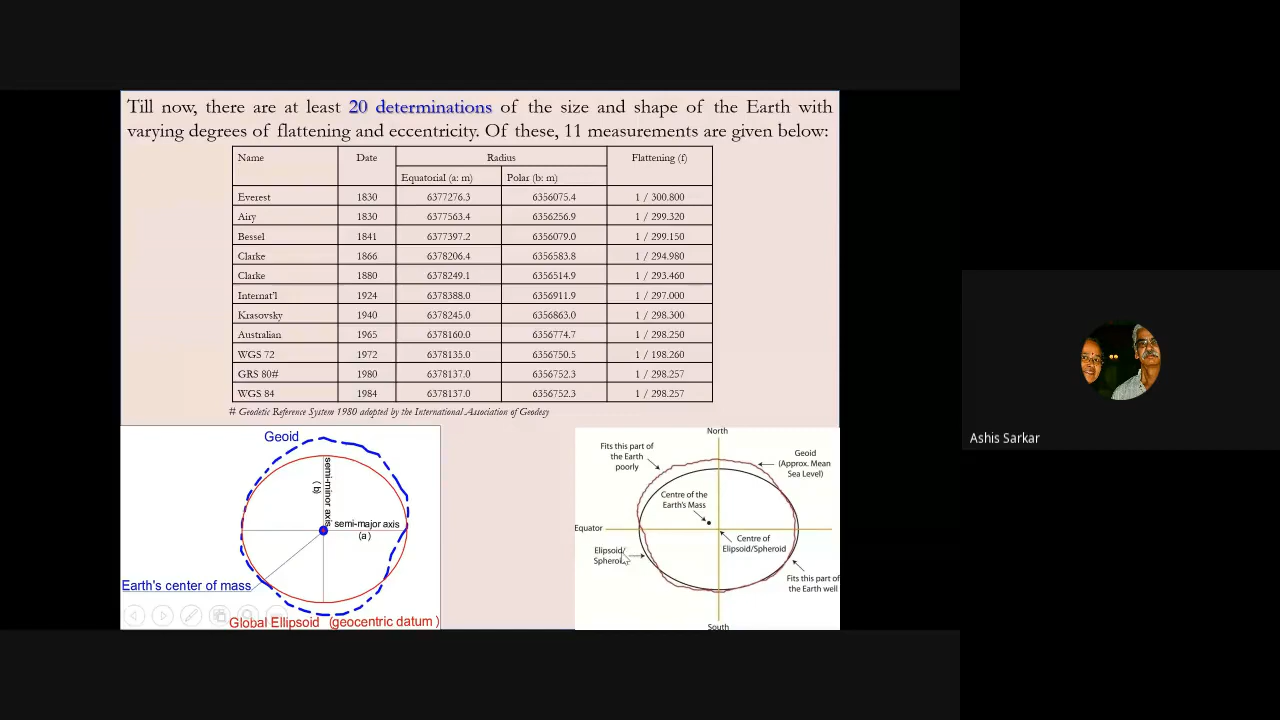 Till now, there are at least 20 determinations of the size and shape of the Earth with
varying degrees of flattening and eccentricity. Of these, 11 measurements are given below:
Name Date Radius Flattening (f)
Equatorial (a: m) Polar (b: m)
Everest 1830 6377276.3 6356075.4 1 / 300.800
Airy 1830 6377563.4 6356256.9 1 / 299.320
Bessel 1841 6377397.2 6356079.0 1 / 299.150
Clarke 1866 6378206.4 6356583.8 1 / 294.980
Clarke 1880 6378249.1 6356514.9 1 / 293.460
Internat'l 1924 6378388.0 6356911.9 1 / 297.000
Krasovsky 1940 6378245.0 6356863.0 1 / 298.300
Australian 1965 6378160.0 6356774.7 1 / 298.250
WGS 72 1972 6378135.0 6356750.5 1 / 198.260
GRS 80# 1980 6378137.0 6356752.3 1 / 298.257
WGS 84 1984 6378137.0 6356752.3 1 / 298.257
# Geodetic Reference System 1980 adopted by the International Association of Geodesy
Geoid
semi-minor axis
(b)
semi-major axis
(a)
Earth's center of mass
Global Ellipsoid (geocentric datum)
North
Fits this part of
the Earth
poorly
Geoid
(Approx. Mean
Sea Level)
Centre of the
Earth's Mass
Equator
Centre of
Elipsoid/Spheroid
Elipsoid/
Fits this part of
the Earth well
South
Ashis Sarkar